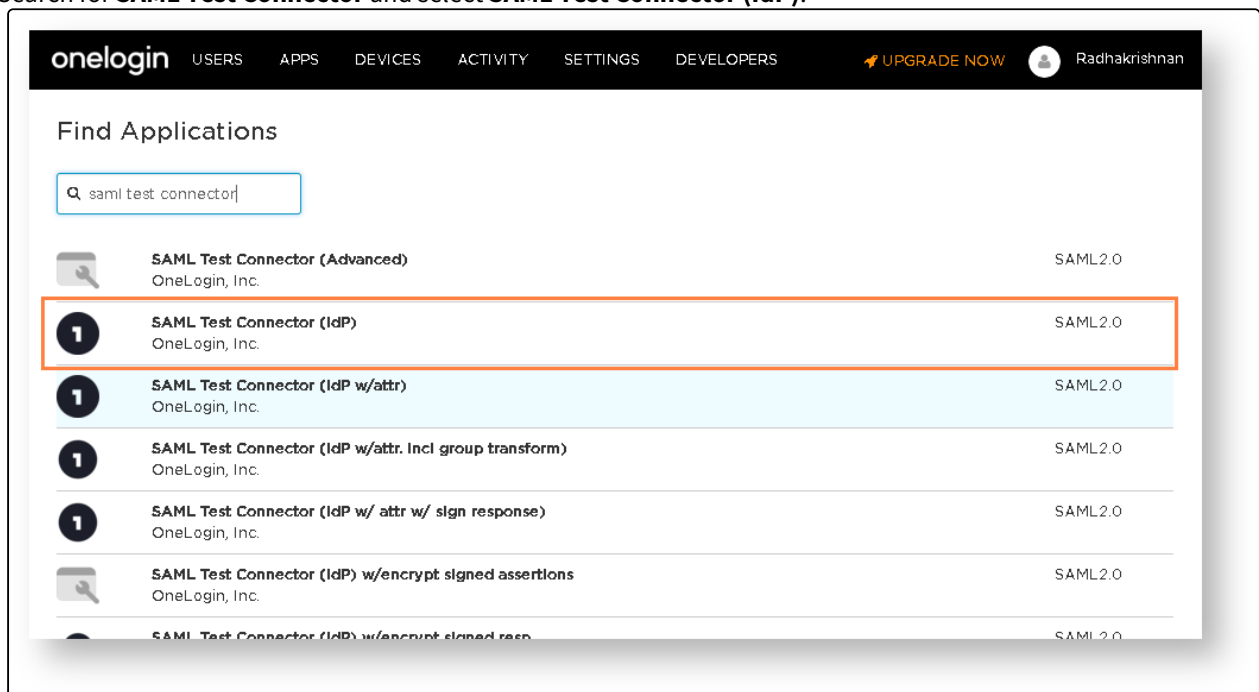 Search for SAML Test Connector and select SAML Test Connector (IdP).
onelogin USERS APPS DEVICES ACTIVITY SETTINGS DEVELOPERS UPGRADE NOW Radhakrishnan
Find Applications
saml test connector
SAML Test Connector (Advanced) SAML2.0
OneLogin, Inc.
1 SAML Test Connector (IdP) SAML2.0
OneLogin, Inc.
1 SAML Test Connector (IdP w/attr) SAML2.0
OneLogin, Inc.
1 SAML Test Connector (IdP w/attr. incl group transform) SAML2.0
OneLogin, Inc.
1 SAML Test Connector (IdP w/ attr w/ sign response) SAML2.0
OneLogin, Inc.
SAML Test Connector (IdP) w/encrypt signed assertions SAML2.0
OneLogin, Inc.
SAML Test Connector (IdP) w/encrypt signed resp SAML2.0